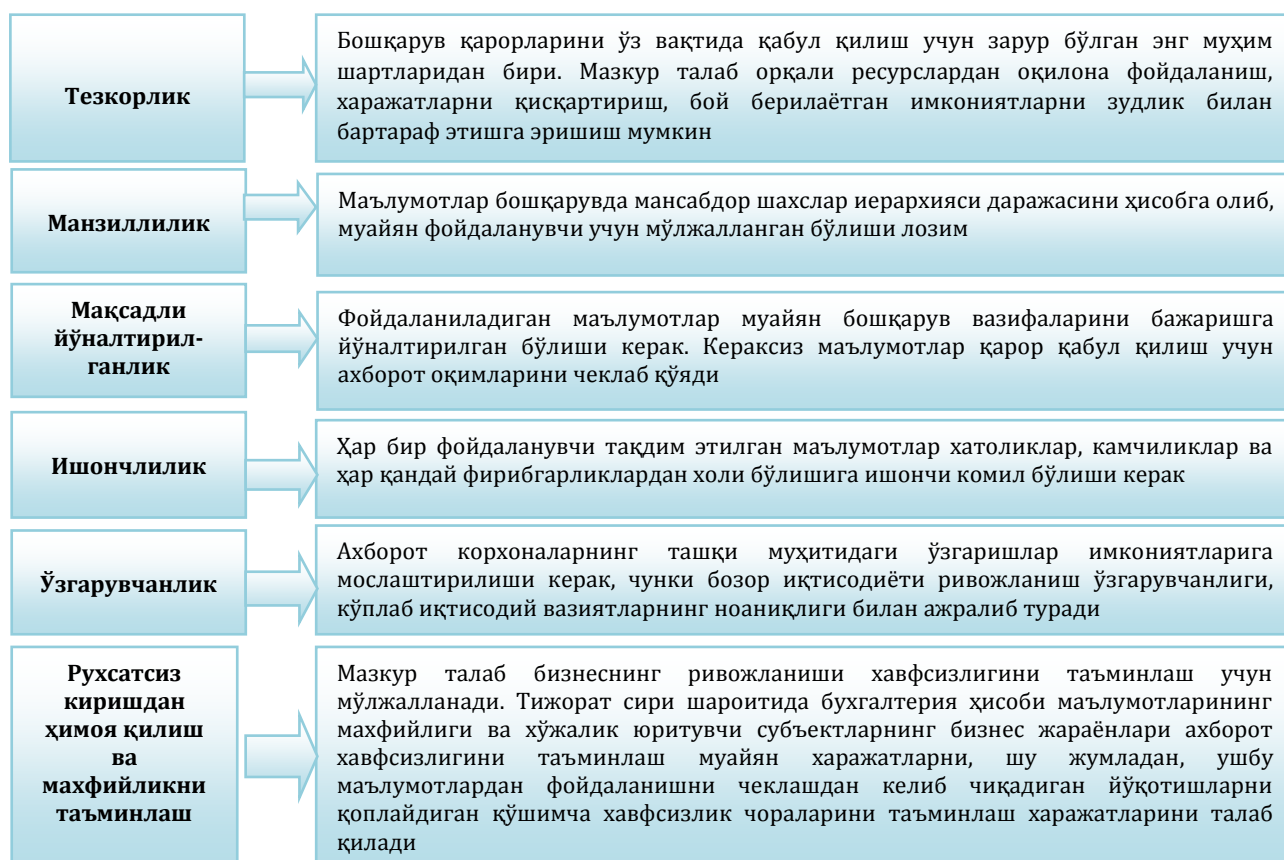 Тезкорлик
Бошқарув қарорларини ўз вақтида қабул қилиш учун зарур бўлган энг муҳим
шартларидан бири. Мазкур талаб орқали ресурслардан оқилона фойдаланиш,
харажатларни қисқартириш, бой берилаётган имкониятларни зудлик билан
бартараф этишга эришиш мумкин
Манзиллилик
Маълумотлар бошқарувда мансабдор шахслар иерархияси даражасини ҳисобга олиб,
муайян фойдаланувчи учун мўлжалланган бўлиши лозим
Мақсадли
йўналтирил-
ганлик
Фойдаланиладиган маълумотлар муайян бошқарув вазифаларини бажаришга
йўналтирилган бўлиши керак. Кераксиз маълумотлар қарор қабул қилиш учун
ахборот оқимларини чеклаб қўяди
Ишончлилик
Ҳар бир фойдаланувчи тақдим этилган маълумотлар хатоликлар, камчиликлар ва
ҳар қандай фирибгарликлардан холи бўлишига ишончи комил бўлиши керак
Ўзгарувчанлик
Ахборот корхоналарнинг ташқи муҳитидаги ўзгаришлар имкониятларига
мослаштирилиши керак, чунки бозор иқтисодиёти ривожланиш ўзгарувчанлиги,
кўплаб иқтисодий вазиятларнинг ноаниқлиги билан ажралиб туради
Рухсатсиз
киришдан
ҳимоя қилиш
ва
махфийликни
таъминлаш
Мазкур талаб бизнеснинг ривожланиши хавфсизлигини таъминлаш учун
мўлжалланади. Тижорат сири шароитида бухгалтерия ҳисоби маълумотларининг
махфийлиги ва хўжалик юритувчи субъектларнинг бизнес жараёнлари ахборот
хавфсизлигини таъминлаш муайян харажатларни, шу жумладан, ушбу
маълумотлардан фойдаланишни чеклашдан келиб чиқадиган йўқотишларни
қоплайдиган қўшимча хавфсизлик чораларини таъминлаш харажатларини талаб
қилади